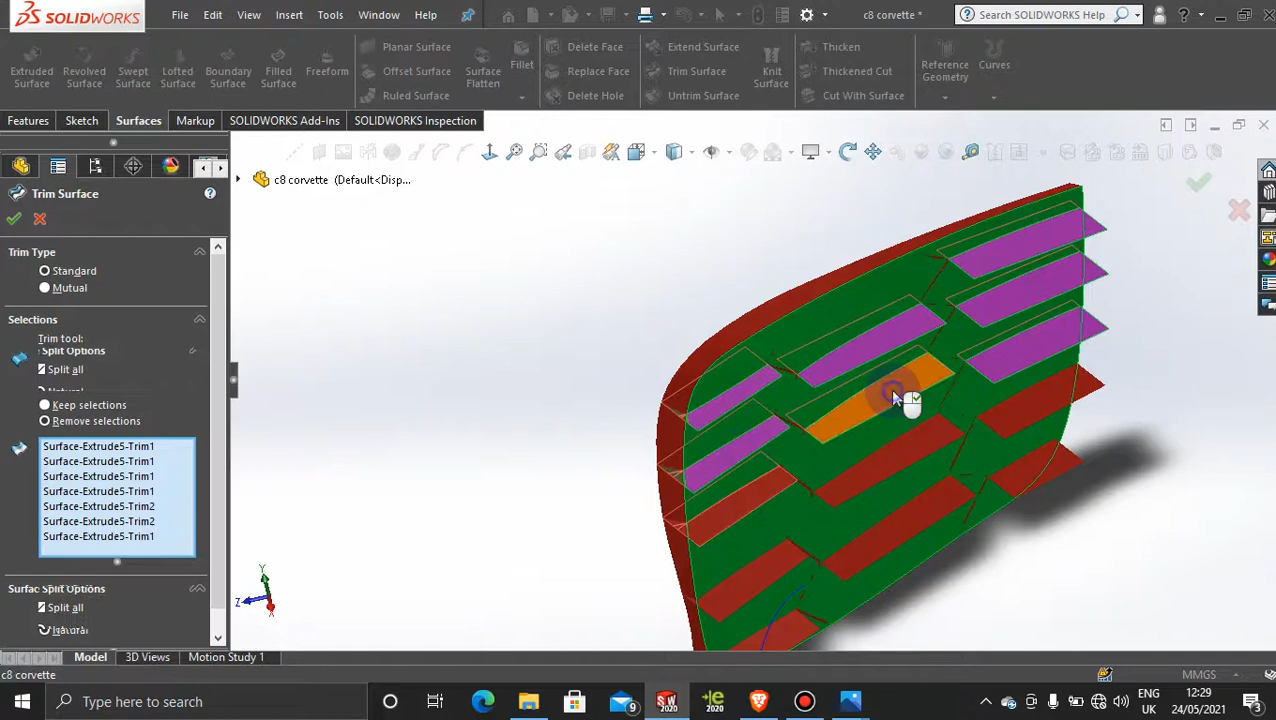 SOLIDWORKS
File Edit View Insert Tools Window Help
c8 corvette *
Search SOLIDWORKS Help
Extruded Surface
Revolved Surface
Swept Surface
Lofted Surface
Boundary Surface
Filled Surface
Freeform
Planar Surface
Offset Surface
Ruled Surface
Surface Flatten
Fillet
Delete Face
Replace Face
Delete Hole
Extend Surface
Trim Surface
Untrim Surface
Knit Surface
Thicken
Thickened Cut
Cut With Surface
Reference Geometry
Curves
Features Sketch Surfaces Markup SOLIDWORKS Add-Ins SOLIDWORKS Inspection
c8 corvette (Default<Disp...
Trim Surface
Trim Type
Standard
Mutual
Selections
Trim tool:
Split Options
Split all
Natural
Keep selections
Remove selections
Surface-Extrude5-Trim1
Surface-Extrude5-Trim1
Surface-Extrude5-Trim1
Surface-Extrude5-Trim1
Surface-Extrude5-Trim2
Surface-Extrude5-Trim2
Surface-Extrude5-Trim1
Split all
Y
Z
X
Model 3D Views Motion Study 1
c8 corvette
MMGS
Type here to search
SW
2020
e
2020
9
ENG
UK
12:29
24/05/2021
3